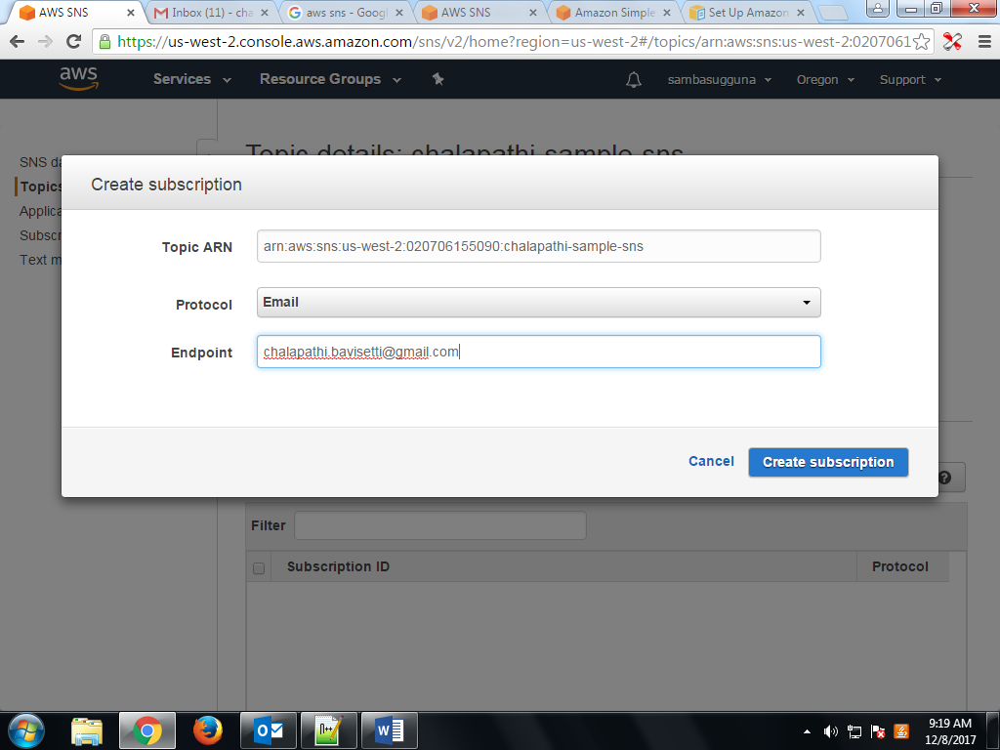 AWS SNS
Inbox (11) - cha
aws sns - Googl
AWS SNS
Amazon Simple
Set Up Amazon
https://us-west-2.console.aws.amazon.com/sns/v2/home?region=us-west-2#/topics/arn:aws:sns:us-west-2:0207061
aws
Services
Resource Groups
sambasugguna
Oregon
Support
Topic details: chalapathi-sample-sns
SNS da
Topics
Applica
Subscr
Text m
Create subscription
Topic ARN
arn:aws:sns:us-west-2:020706155090:chalapathi-sample-sns
Protocol
Email
Endpoint
chalapathi.bavisetti@gmail.com
Cancel
Create subscription
Filter
Subscription ID
Protocol
9:19 AM
12/8/2017